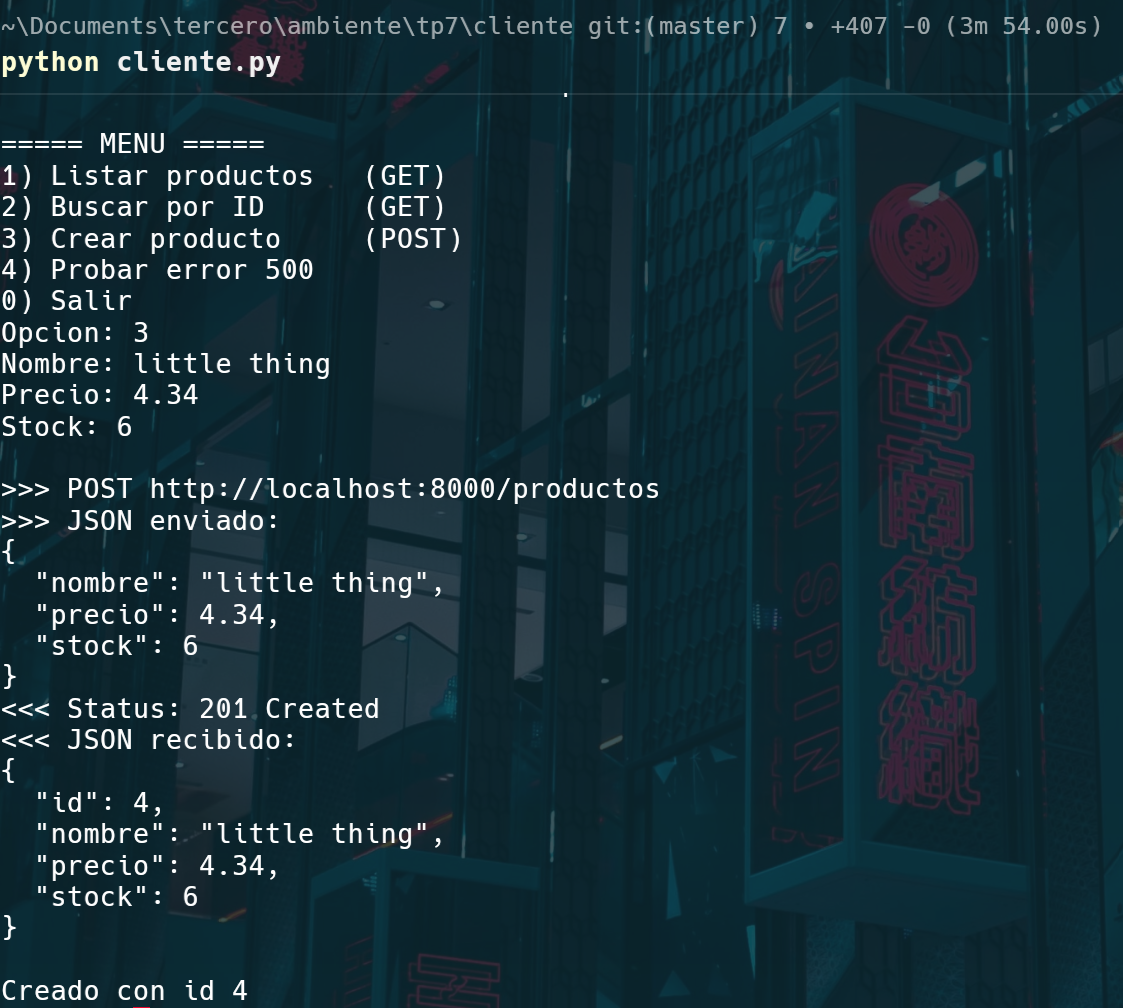 ~\Documents\tercero\ambiente\tp7\cliente git:(master) 7 • +407 -0 (3m 54.00s)
python cliente.py
===== MENU =====
1) Listar productos   (GET)
2) Buscar por ID      (GET)
3) Crear producto     (POST)
4) Probar error 500
0) Salir
Opcion: 3
Nombre: little thing
Precio: 4.34
Stock: 6
>>> POST http://localhost:8000/productos
>>> JSON enviado:
{
  "nombre": "little thing",
  "precio": 4.34,
  "stock": 6
}
<<< Status: 201 Created
<<< JSON recibido:
{
  "id": 4,
  "nombre": "little thing",
  "precio": 4.34,
  "stock": 6
}
Creado con id 4
AINAN SPIN